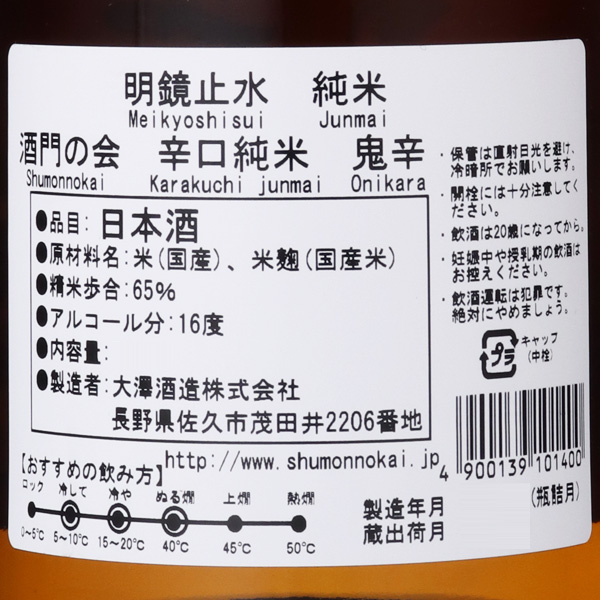 明鏡止水　純米
Meikyoshisui　Junmai
酒門の会　辛口純米　鬼辛
Shumonnokai　Karakuchi junmai　Onikara
●品目：日本酒
●原材料名：米(国産)、米麹(国産米)
●精米歩合：65%
●アルコール分：16度
●内容量：
●製造者：大澤酒造株式会社
長野県佐久市茂田井2206番地
・保管は直射日光を避け、
冷暗所でお願いします。
・開栓には十分注意してく
ださい。
・飲酒は20歳になってから。
・妊娠中や授乳期の飲酒は
お控えください。
・飲酒運転は犯罪です。
絶対にやめましょう。
プラ
キャップ
(中栓)
http://www.shumonnokai.jp
4 900139 101400
【おすすめの飲み方】
ロック　冷して　冷や　ぬる燗　上燗　熱燗
0～5℃　5～10℃　15～20℃　40℃　45℃　50℃
製造年月　(瓶詰月)
蔵出荷月